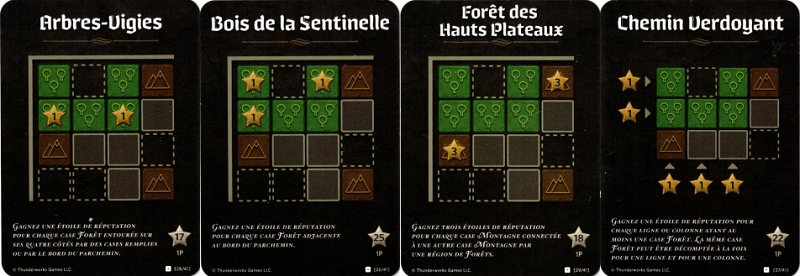 Arbres-Vigies
1 1
Gagnez une étoile de réputation
pour chaque case Forêt entourée sur
ses quatre côtés par des cases remplies
ou par le bord du parchemin.
17
1P
© Thunderworks Games LLC.
Bois de la Sentinelle
1 1
1
Gagnez une étoile de réputation
pour chaque case Forêt adjacente
au bord du parchemin.
25
1P
© Thunderworks Games LLC.
Forêt des
Hauts Plateaux
3
3
Gagnez trois étoiles de réputation
pour chaque case Montagne connectée
à une autre case Montagne par
une région de Forêts.
18
1P
© Thunderworks Games LLC.
Chemin Verdoyant
1
1
1 1 1
Gagnez une étoile de réputation pour
chaque ligne ou colonne ayant au
moins une case Forêt. La même case
Forêt peut être décomptée à la fois
pour une ligne et pour une colonne.
22
1P
© Thunderworks Games LLC.
(27/41)